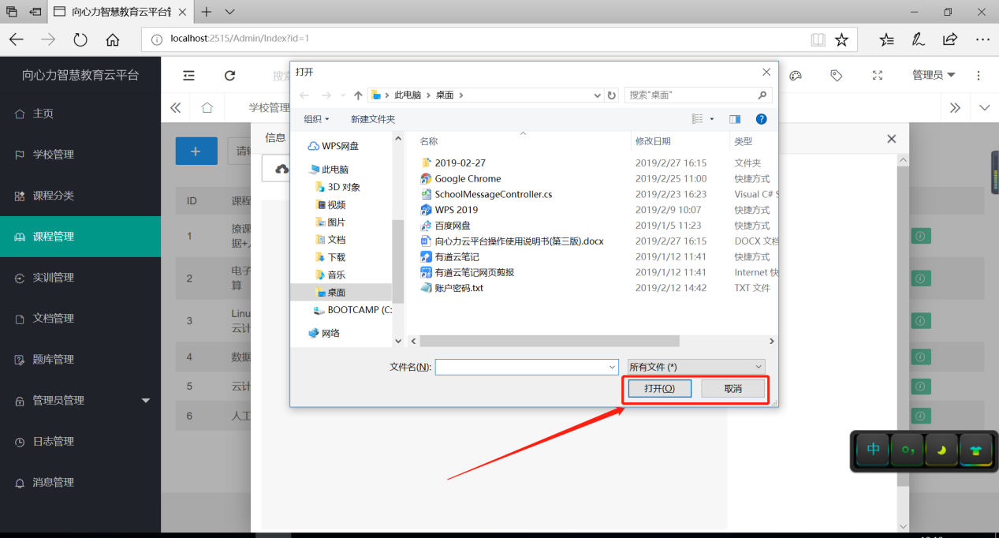 向心力智慧教育云平台管
localhost:2515/Admin/Index?id=1
向心力智慧教育云平台
主页
学校管理
课程分类
课程管理
实训管理
文档管理
题库管理
管理员管理
日志管理
消息管理
搜索
管理员
学校管理
+
请输
信息
ID
课程
1
撩课
据+人
2
电子
算
3
Linu
云计
4
数据
5
云计
6
人工
打开
此电脑
桌面
搜索"桌面"
组织
新建文件夹
WPS网盘
此电脑
3D 对象
视频
图片
文档
下载
音乐
桌面
BOOTCAMP (C:
网络
名称
修改日期
类型
2019-02-27
2019/2/27 16:15
文件夹
Google Chrome
2019/2/25 11:00
快捷方式
SchoolMessageController.cs
2019/2/23 16:23
Visual C# S
WPS 2019
2019/2/9 10:07
快捷方式
百度网盘
2019/1/5 11:23
快捷方式
向心力云平台操作使用说明书(第三版).docx
2019/2/27 16:15
DOCX 文档
有道云笔记
2019/1/12 11:41
快捷方式
有道云笔记网页剪报
2019/1/12 11:41
Internet 快
账户密码.txt
2019/2/12 14:42
TXT 文件
文件名(N):
所有文件 (*)
打开(O)
取消
中